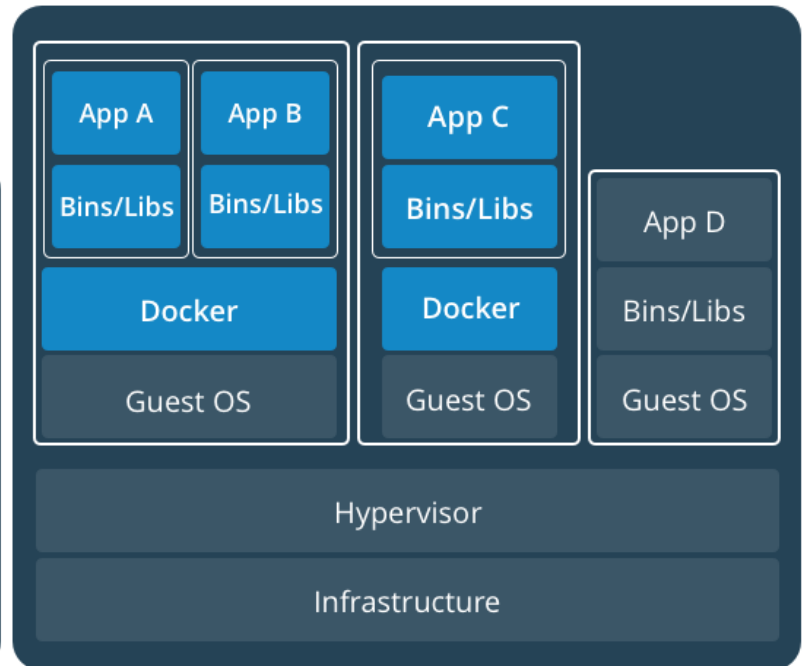 App A
App B
Bins/Libs
Bins/Libs
Docker
Guest OS
App C
Bins/Libs
Docker
Guest OS
App D
Bins/Libs
Guest OS
Hypervisor
Infrastructure